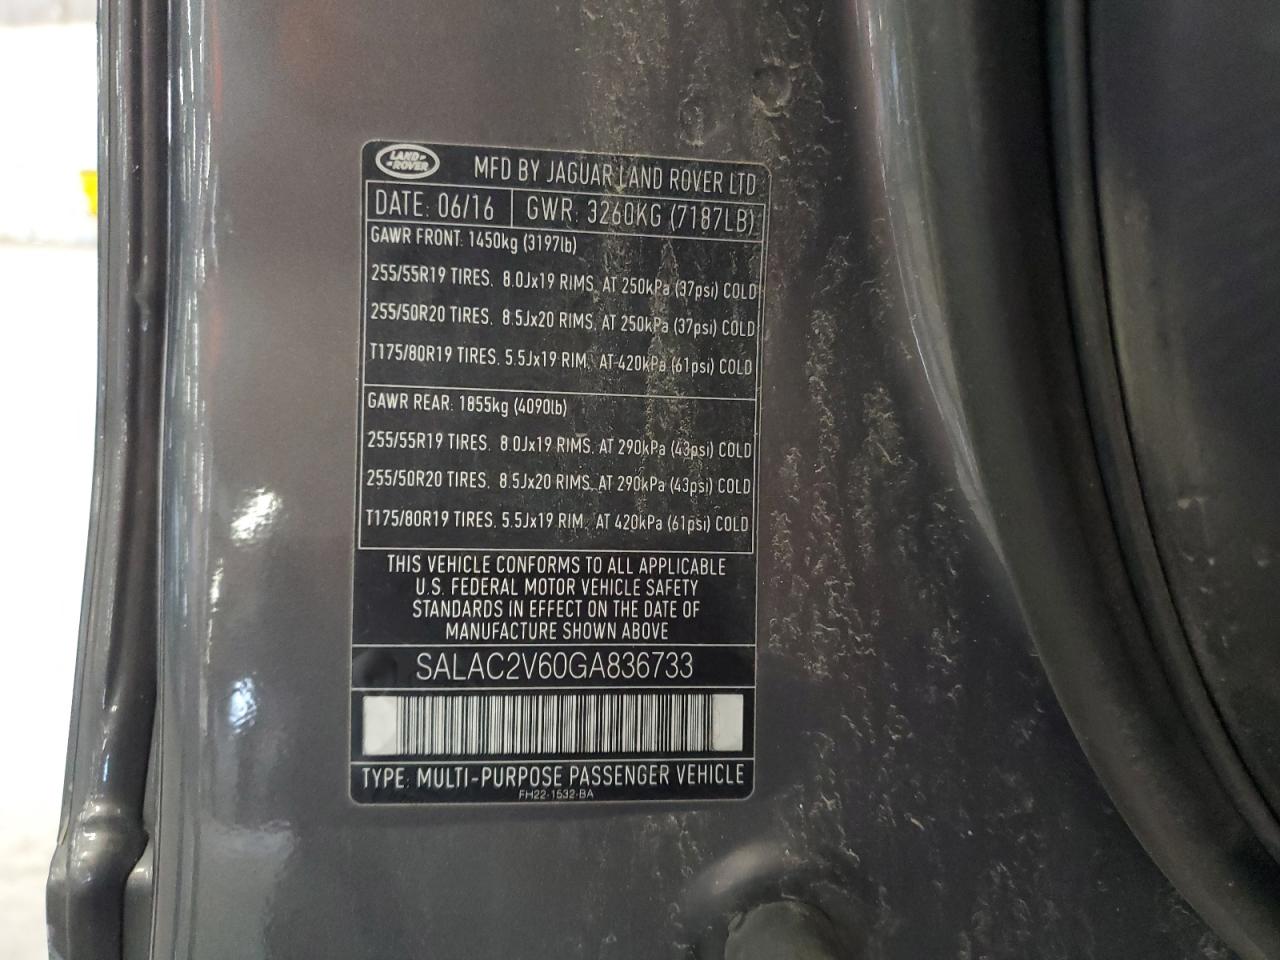 LAND ROVER
MFD BY JAGUAR LAND ROVER LTD
DATE: 06/16 GWR: 3260KG (7187LB)
GAWR FRONT: 1450kg (3197lb)
255/55R19 TIRES. 8.0Jx19 RIMS. AT 250kPa (37psi) COLD
255/50R20 TIRES. 8.5Jx20 RIMS. AT 250kPa (37psi) COLD
T175/80R19 TIRES. 5.5Jx19 RIM. AT 420kPa (61psi) COLD
GAWR REAR: 1855kg (4090lb)
255/55R19 TIRES. 8.0Jx19 RIMS. AT 290kPa (43psi) COLD
255/50R20 TIRES. 8.5Jx20 RIMS. AT 290kPa (43psi) COLD
T175/80R19 TIRES. 5.5Jx19 RIM. AT 420kPa (61psi) COLD
THIS VEHICLE CONFORMS TO ALL APPLICABLE
U.S. FEDERAL MOTOR VEHICLE SAFETY
STANDARDS IN EFFECT ON THE DATE OF
MANUFACTURE SHOWN ABOVE
SALAC2V60GA836733
TYPE: MULTI-PURPOSE PASSENGER VEHICLE
FH22-1532-BA